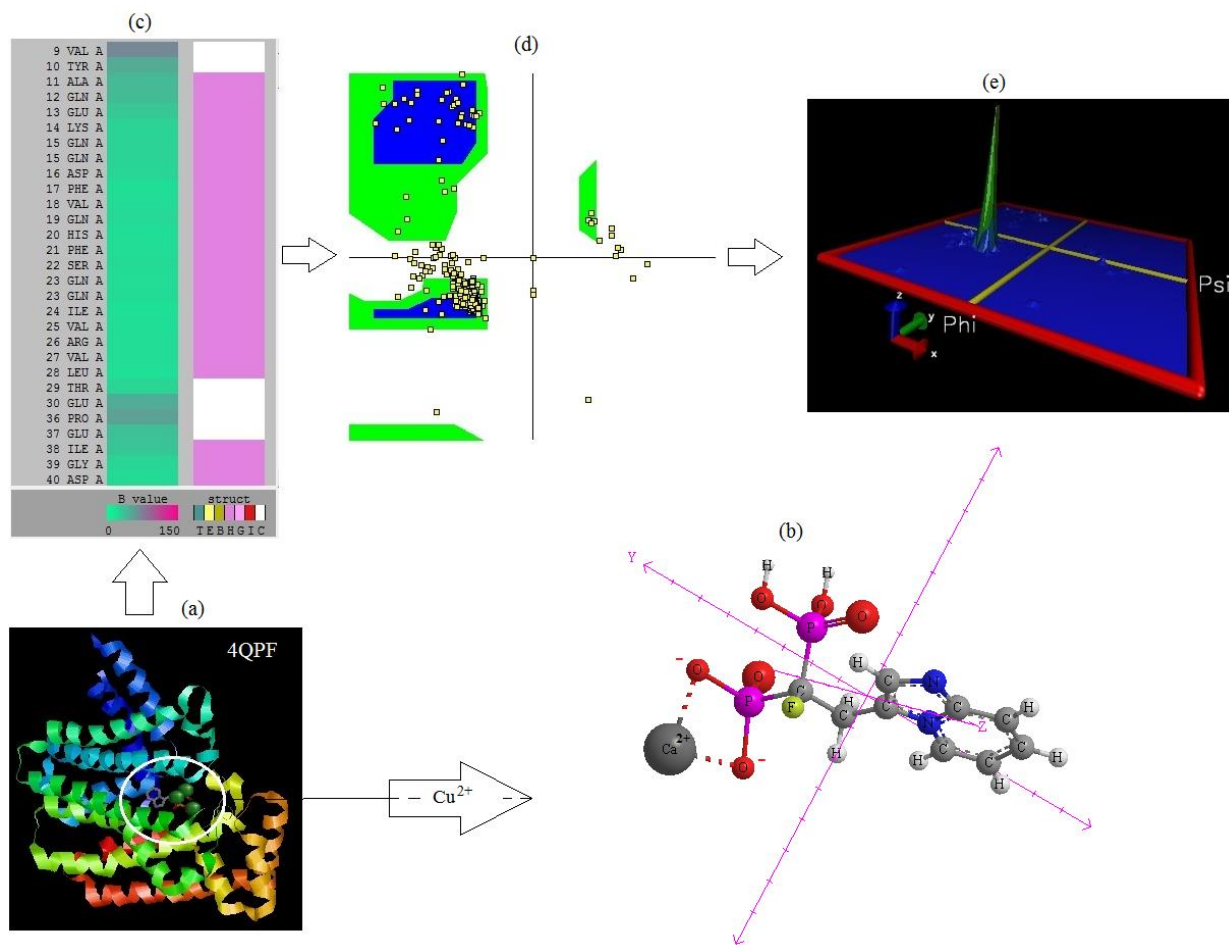 (c)
9 VAL A
10 TYR A
11 ALA A
12 GLN A
13 GLU A
14 LYS A
15 GLN A
15 GLN A
16 ASP A
17 PHE A
18 VAL A
19 GLN A
20 HIS A
21 PHE A
22 SER A
23 GLN A
23 GLN A
24 ILE A
25 VAL A
26 ARG A
27 VAL A
28 LEU A
29 THR A
30 GLU A
36 PRO A
37 GLU A
38 ILE A
39 GLY A
40 ASP A
B value struct
0 150 T E B H G I C
(d)
(e)
Psi
Phi
z
y
x
(a)
4QPF
Cu2+
(b)
Y
H H
O O O
P
H
O O C N
P C F H C N C C H
Ca2+ C Z C
H H C C H
O H
- -